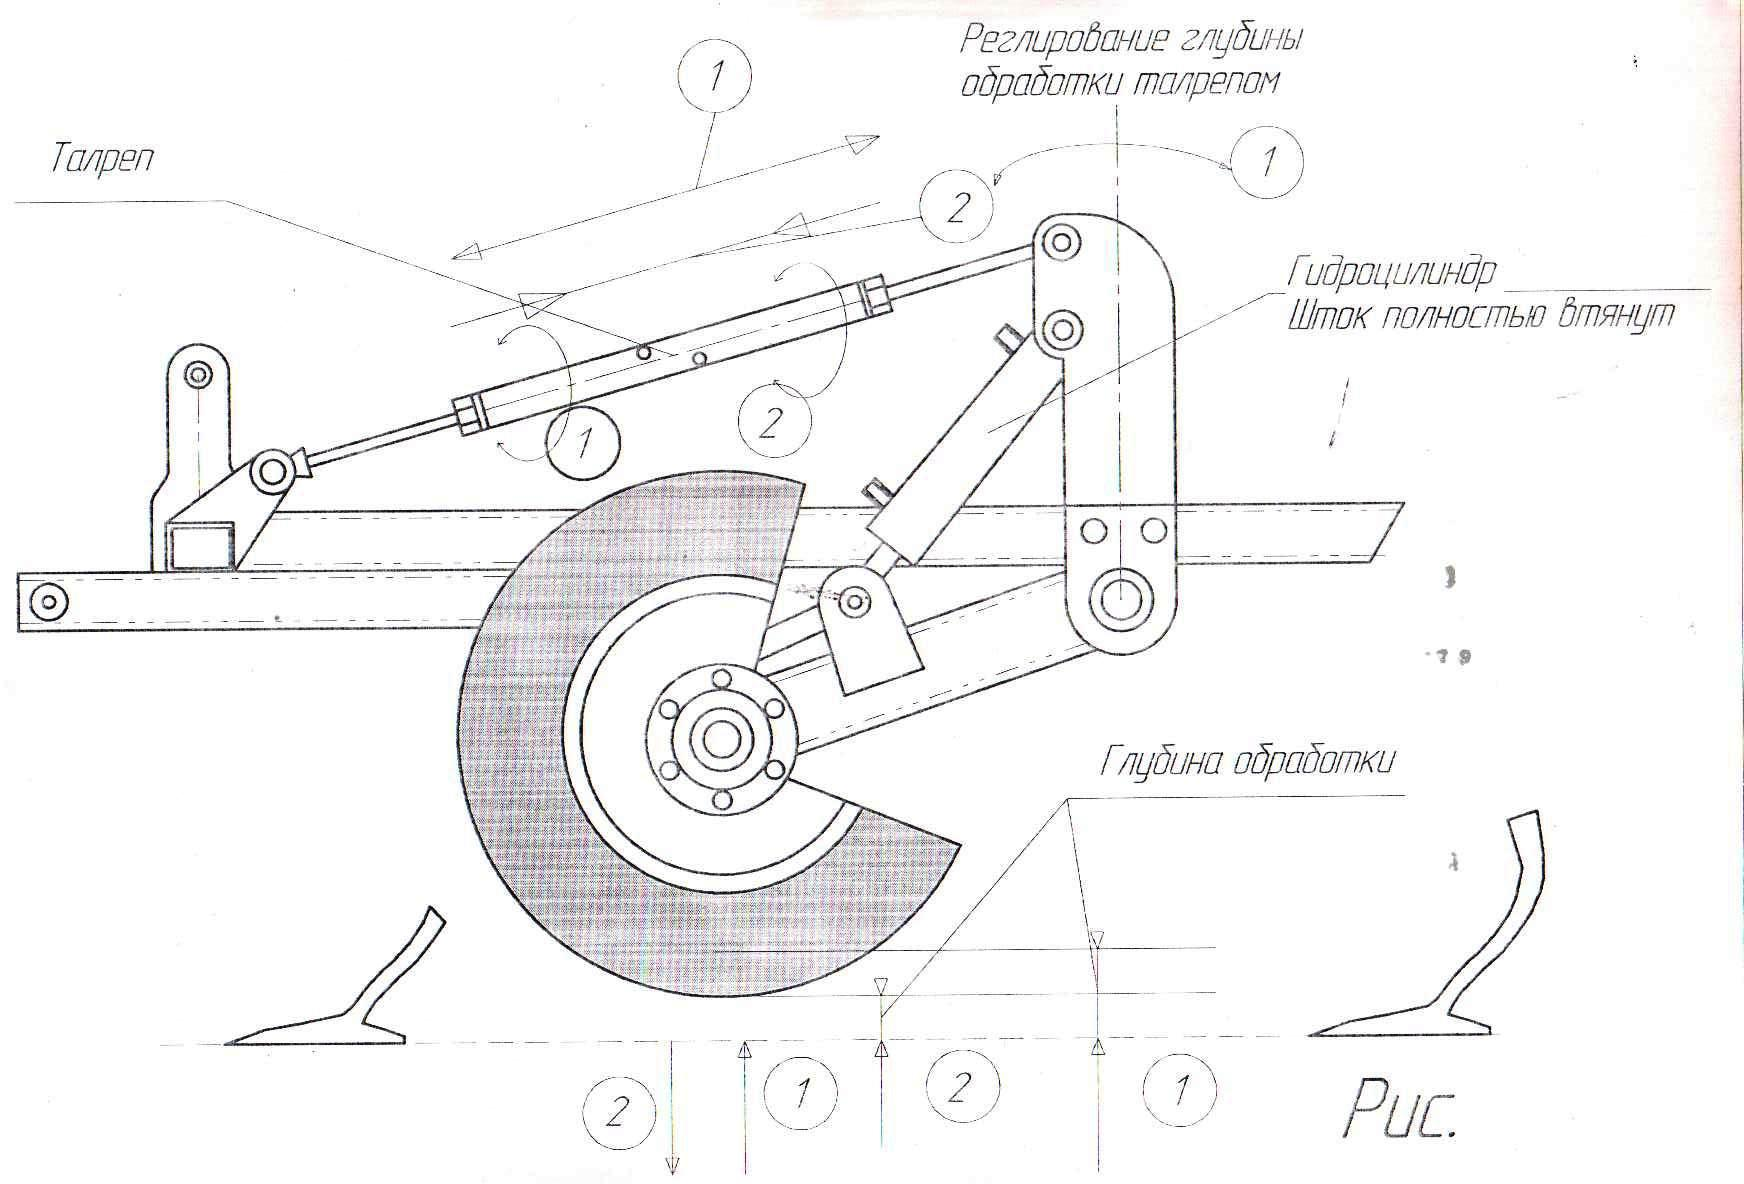 1
Реглирование глубины
обработки талрепом
Талреп
1
2
Гидроцилиндр
Шток полностью втянут
2
1
Глубина обработки
2
1
2
1
Рис.